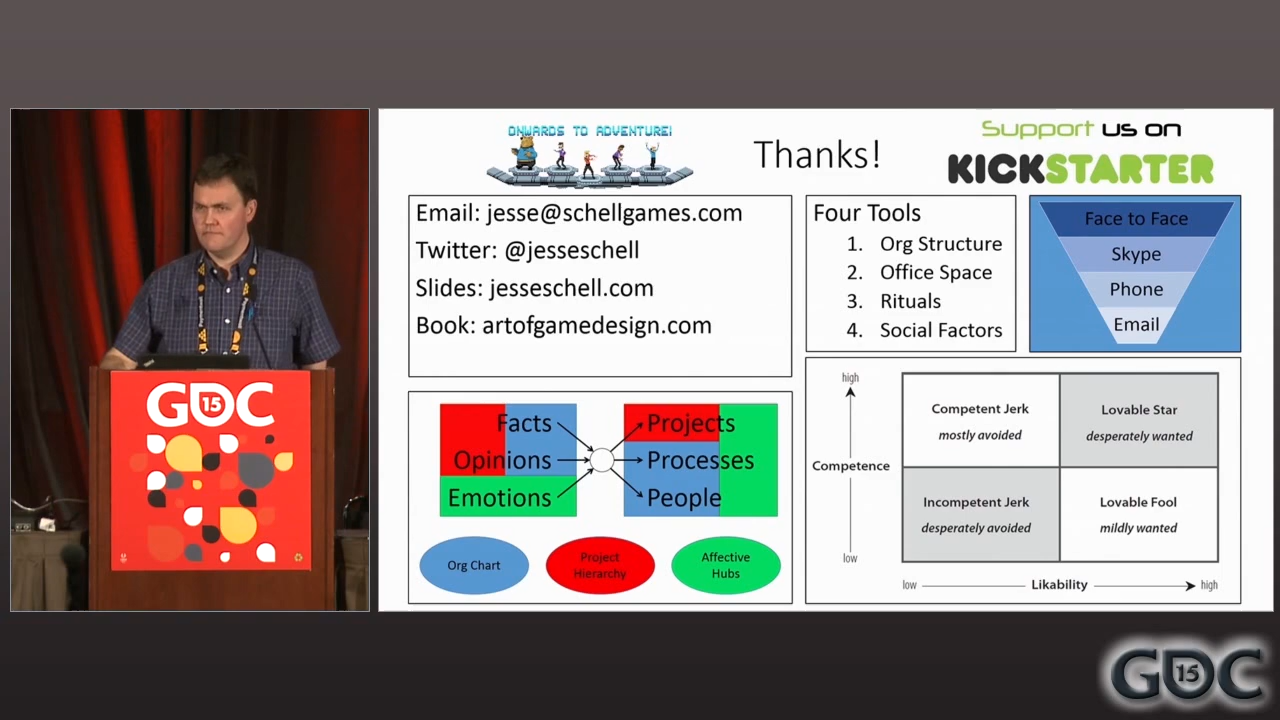 ONWARDS TO ADVENTURE!
Thanks!
Support us on
KICKSTARTER
Email: jesse@schellgames.com
Twitter: @jesseschell
Slides: jesseschell.com
Book: artofgamedesign.com
Four Tools
1. Org Structure
2. Office Space
3. Rituals
4. Social Factors
Face to Face
Skype
Phone
Email
Facts
Opinions
Emotions
Projects
Processes
People
Org Chart
Project
Hierarchy
Affective
Hubs
high
Competence
low
Competent Jerk
mostly avoided
Lovable Star
desperately wanted
Incompetent Jerk
desperately avoided
Lovable Fool
mildly wanted
low
Likability
high
GDC
15
GDC
15